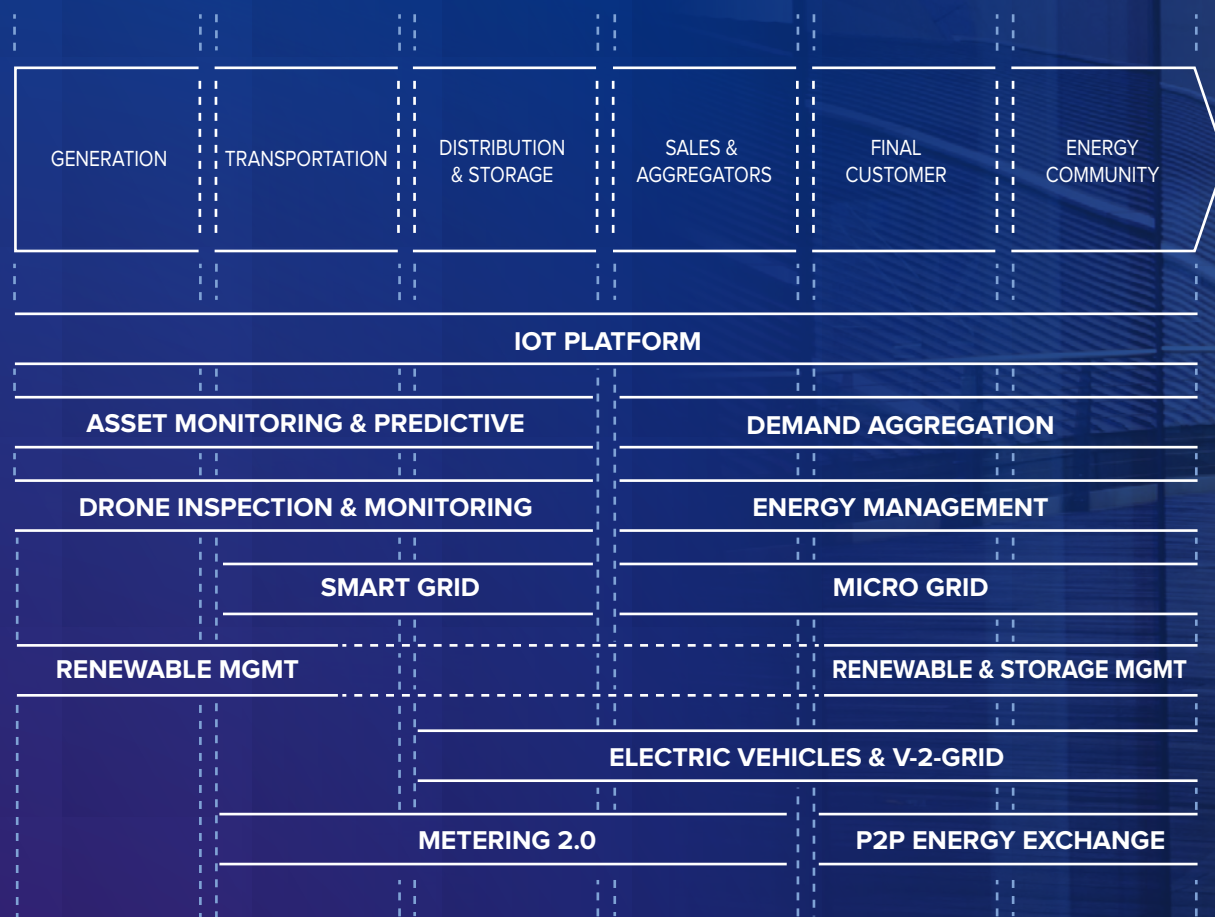 GENERATION
TRANSPORTATION
DISTRIBUTION
& STORAGE
SALES &
AGGREGATORS
FINAL
CUSTOMER
ENERGY
COMMUNITY
IOT PLATFORM
ASSET MONITORING & PREDICTIVE
DEMAND AGGREGATION
DRONE INSPECTION & MONITORING
ENERGY MANAGEMENT
SMART GRID
MICRO GRID
RENEWABLE MGMT
RENEWABLE & STORAGE MGMT
ELECTRIC VEHICLES & V-2-GRID
METERING 2.0
P2P ENERGY EXCHANGE